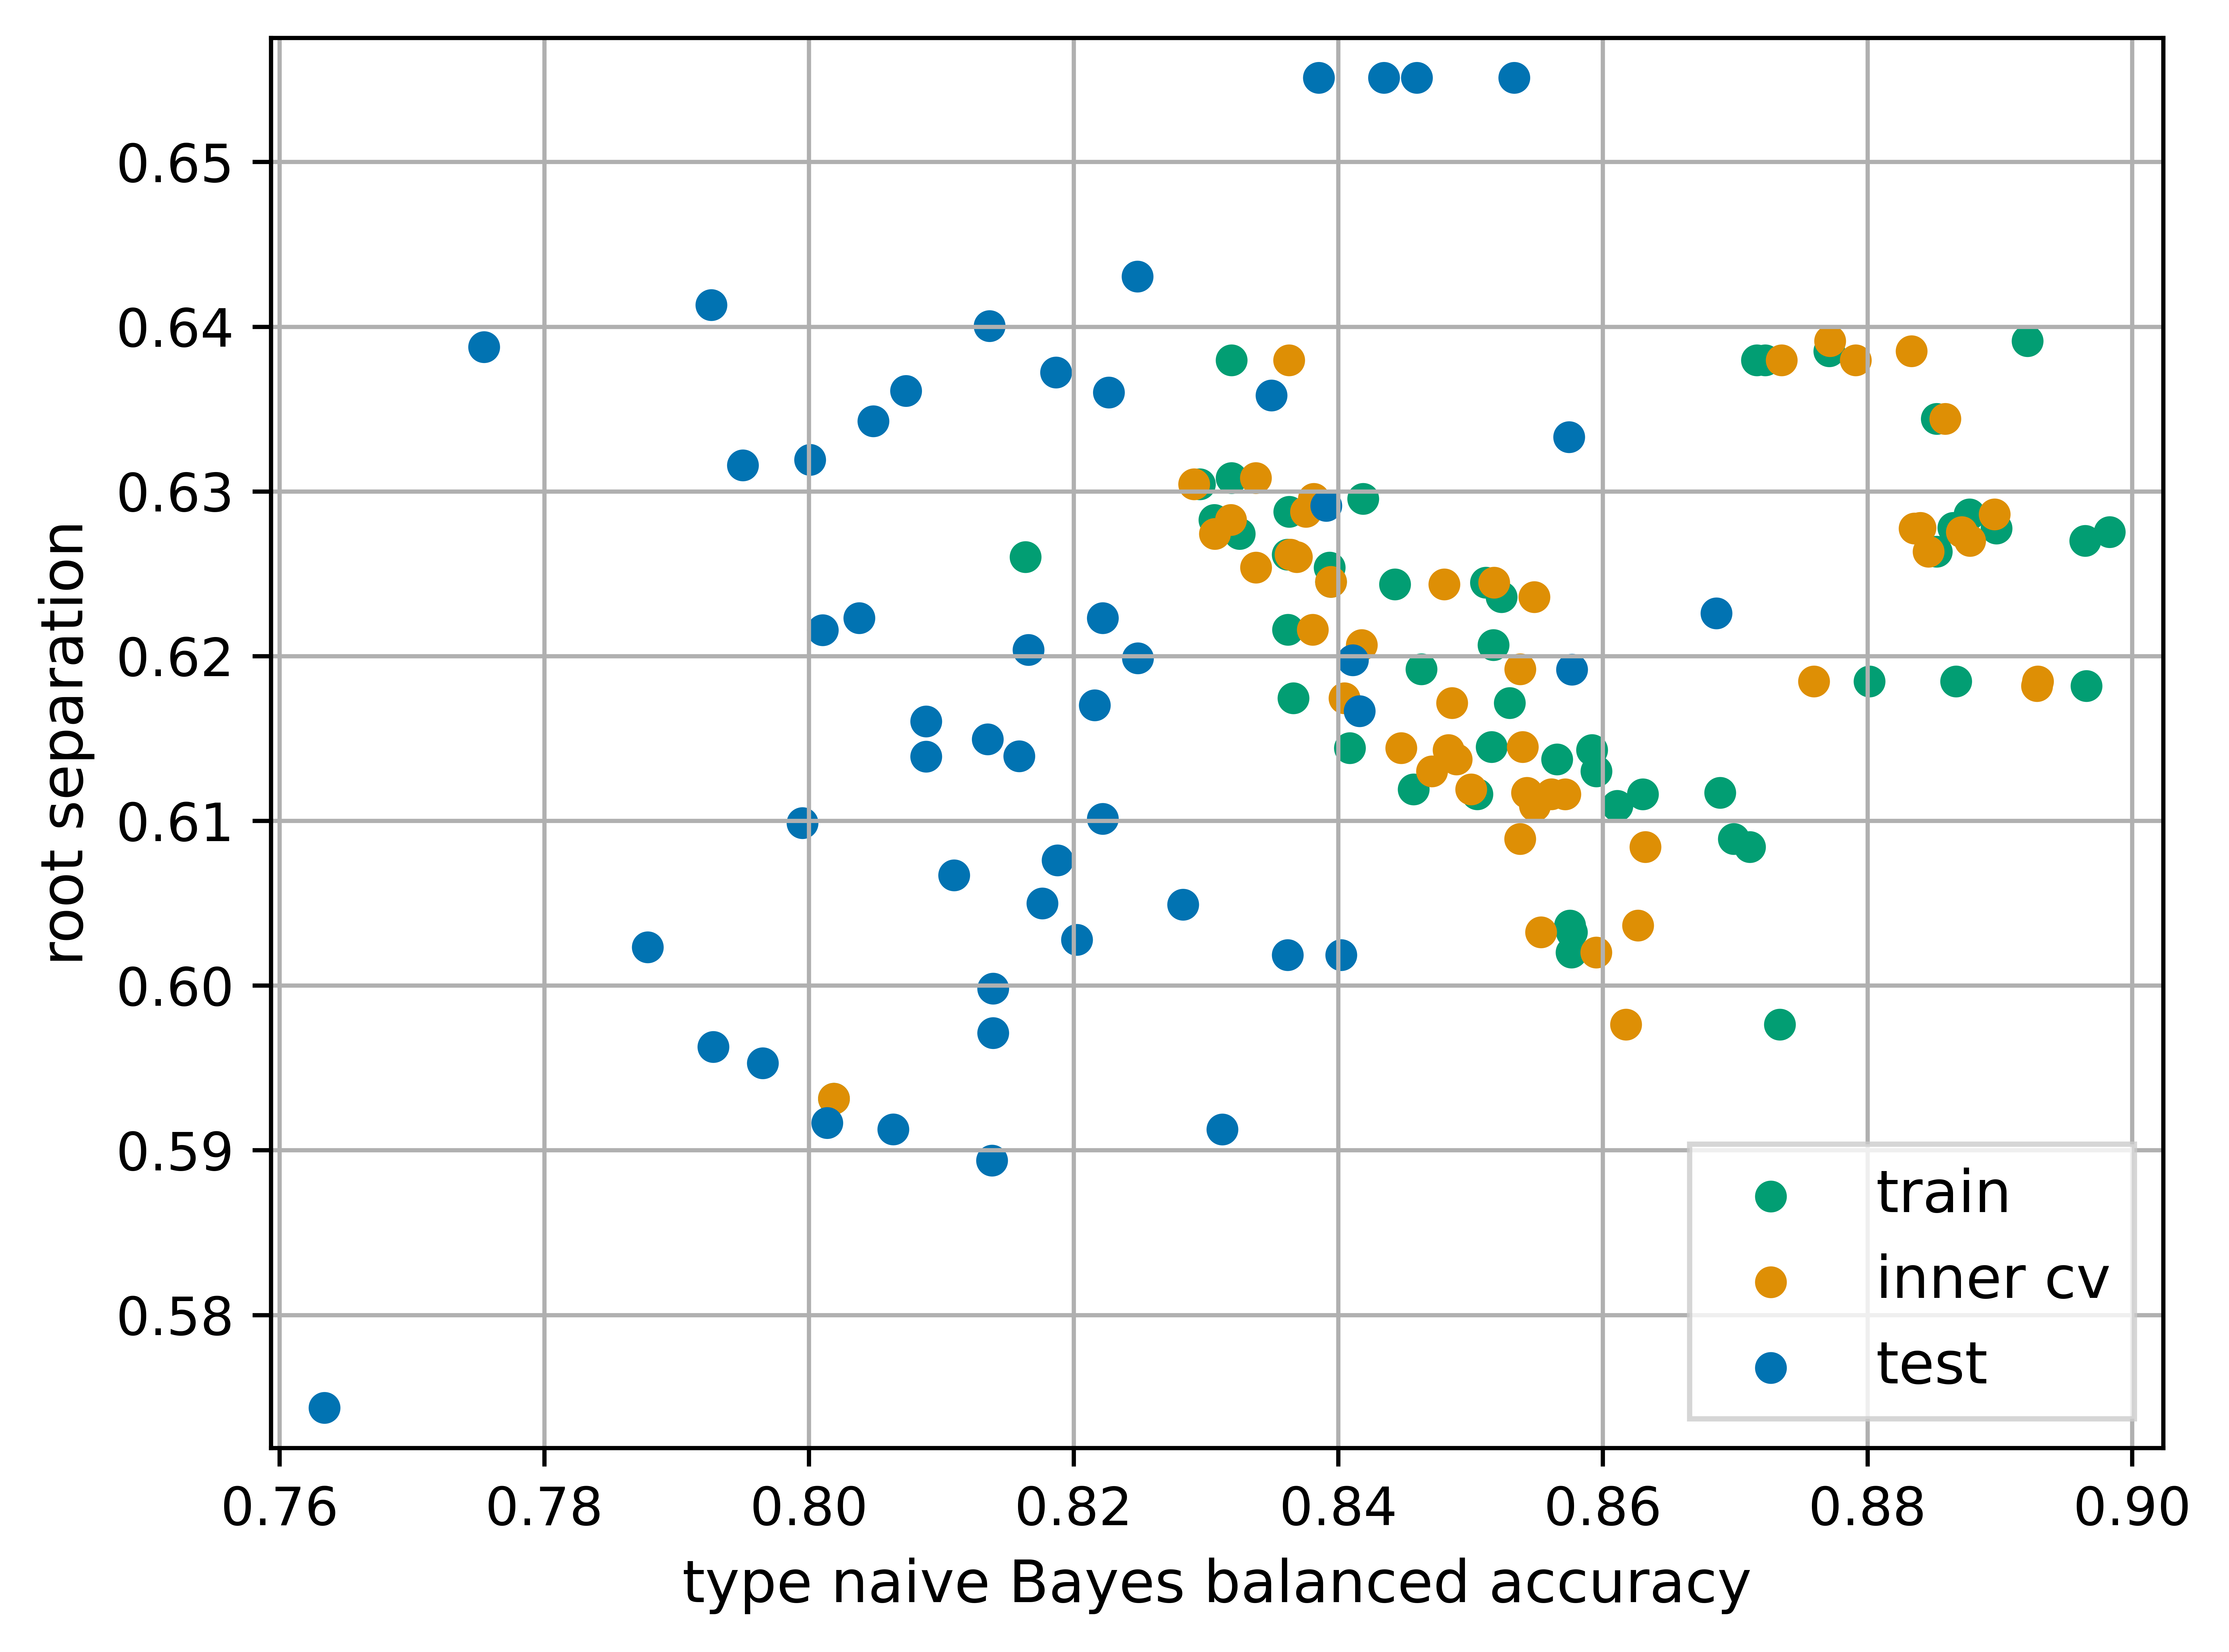 root separation
0.65
0.64
0.63
0.62
0.61
0.60
0.59
0.58
train
inner cv
test
0.76 0.78 0.80 0.82 0.84 0.86 0.88 0.90
type naive Bayes balanced accuracy